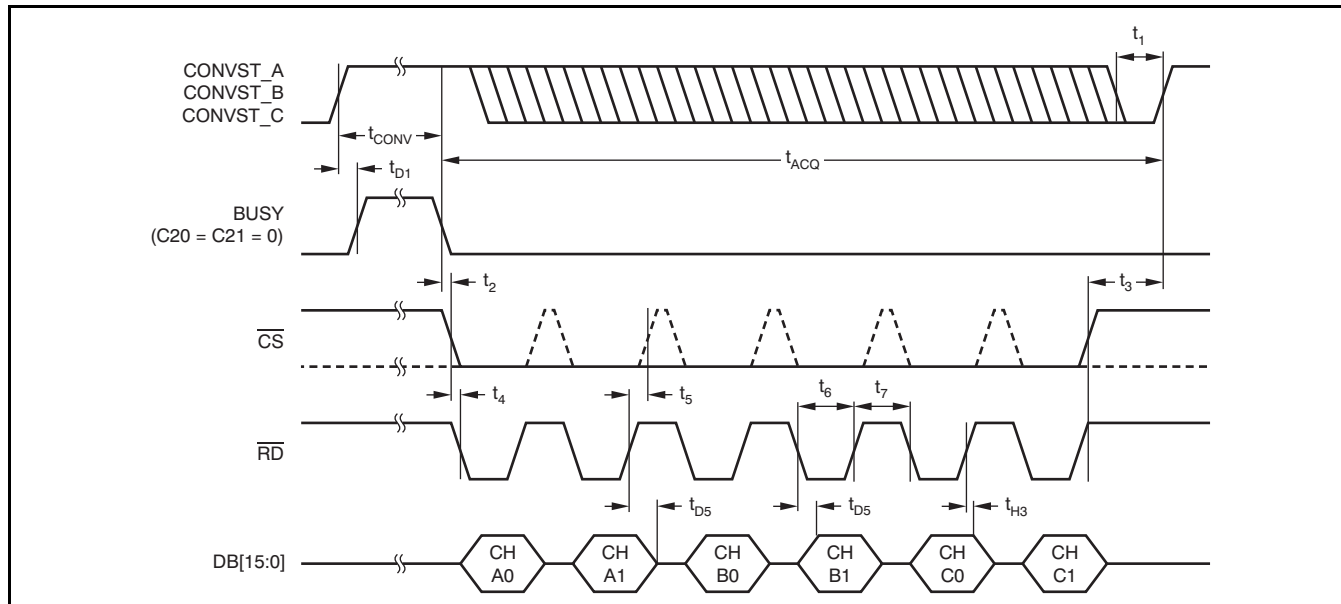 t1
CONVST_A
CONVST_B
CONVST_C
tCONV
tACQ
tD1
BUSY
(C20 = C21 = 0)
t2
t3
CS
t4
t5
t6
t7
RD
tD5
tD5
tH3
DB[15:0]
CH A0
CH A1
CH B0
CH B1
CH C0
CH C1